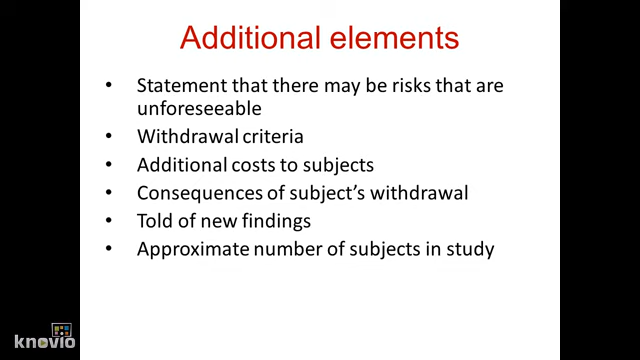 Additional elements
• Statement that there may be risks that are
unforeseeable
• Withdrawal criteria
• Additional costs to subjects
• Consequences of subject's withdrawal
• Told of new findings
• Approximate number of subjects in study
knovio